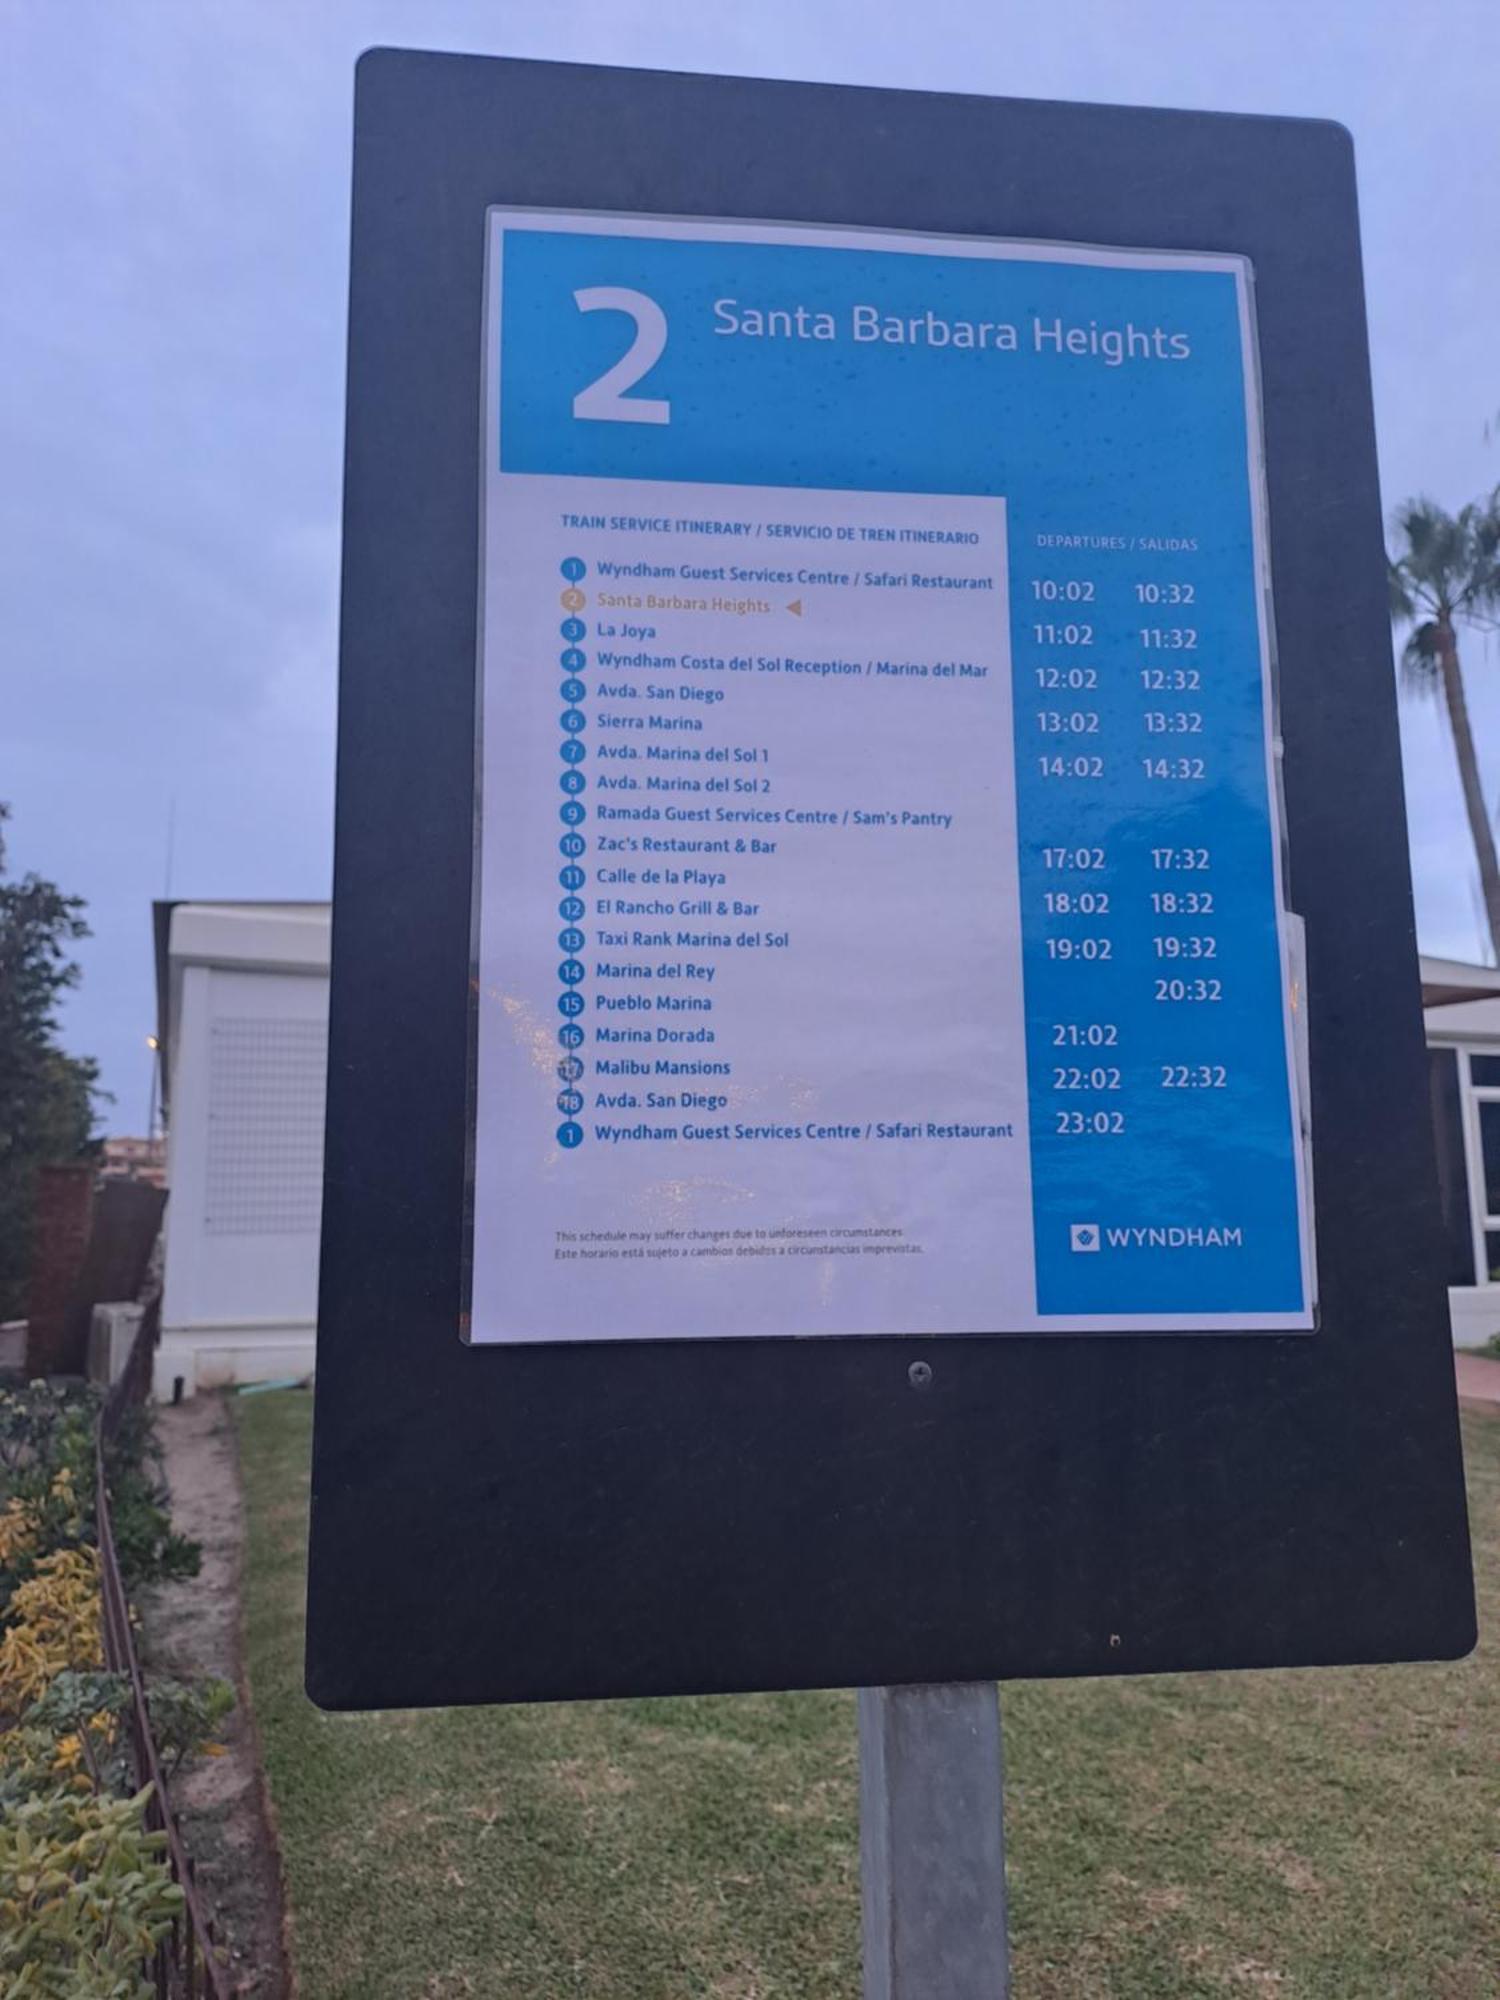 2 Santa Barbara Heights
TRAIN SERVICE ITINERARY / SERVICIO DE TREN ITINERARIO
1 Wyndham Guest Services Centre / Safari Restaurant
2 Santa Barbara Heights
3 La Joya
4 Wyndham Costa del Sol Reception / Marina del Mar
5 Avda. San Diego
6 Sierra Marina
7 Avda. Marina del Sol 1
8 Avda. Marina del Sol 2
9 Ramada Guest Services Centre / Sam's Pantry
10 Zac's Restaurant & Bar
11 Calle de la Playa
12 El Rancho Grill & Bar
13 Taxi Rank Marina del Sol
14 Marina del Rey
15 Pueblo Marina
16 Marina Dorada
17 Malibu Mansions
18 Avda. San Diego
1 Wyndham Guest Services Centre / Safari Restaurant
This schedule may suffer changes due to unforeseen circumstances.
Este horario está sujeto a cambios debidos a circunstancias imprevistas.
DEPARTURES / SALIDAS
10:02 10:32
11:02 11:32
12:02 12:32
13:02 13:32
14:02 14:32
17:02 17:32
18:02 18:32
19:02 19:32
20:32
21:02
22:02 22:32
23:02
WYNDHAM